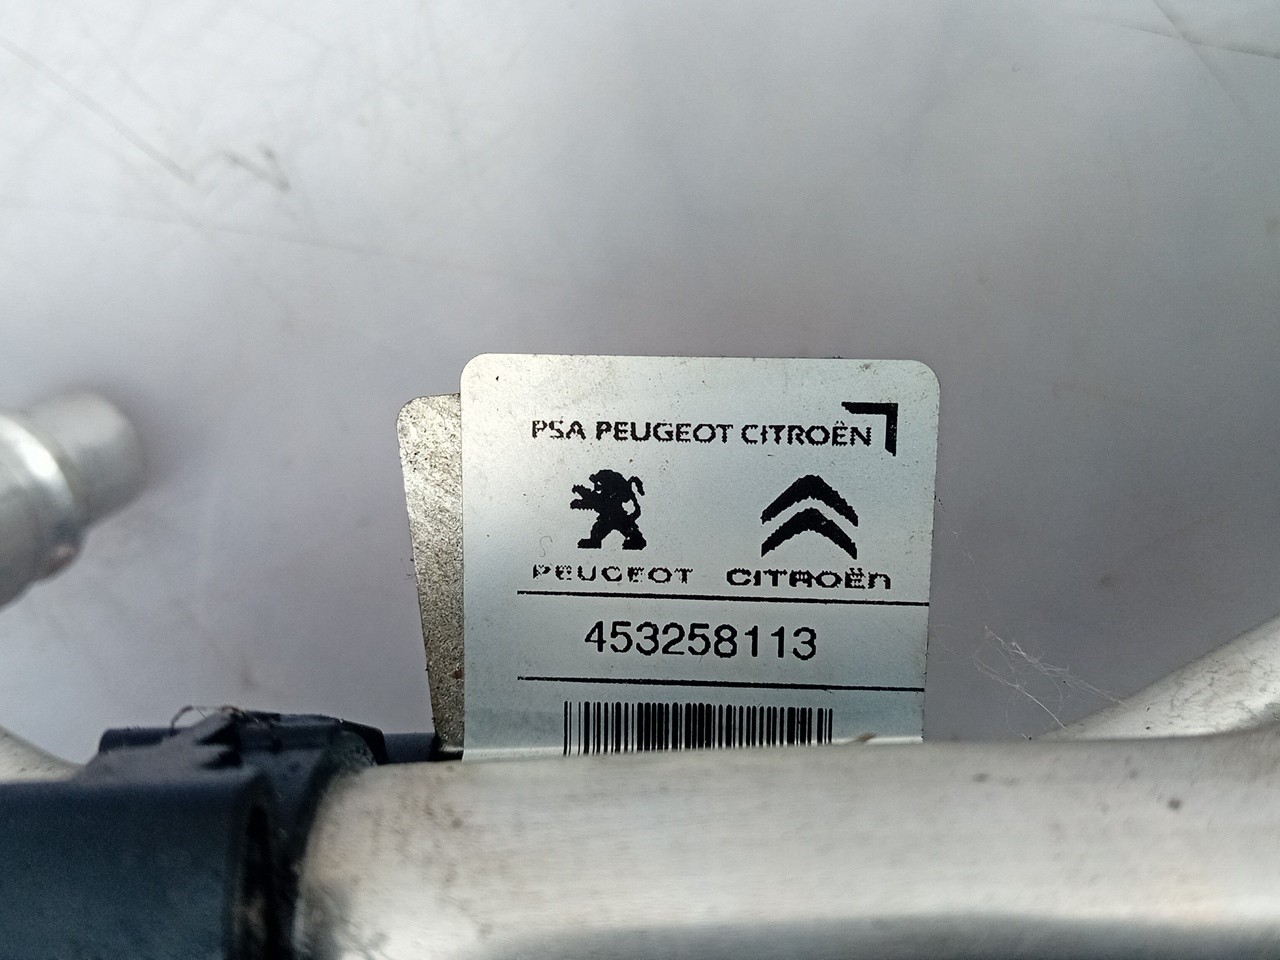 PSA PEUGEOT CITROËN
PEUGEOT CITROËn
453258113